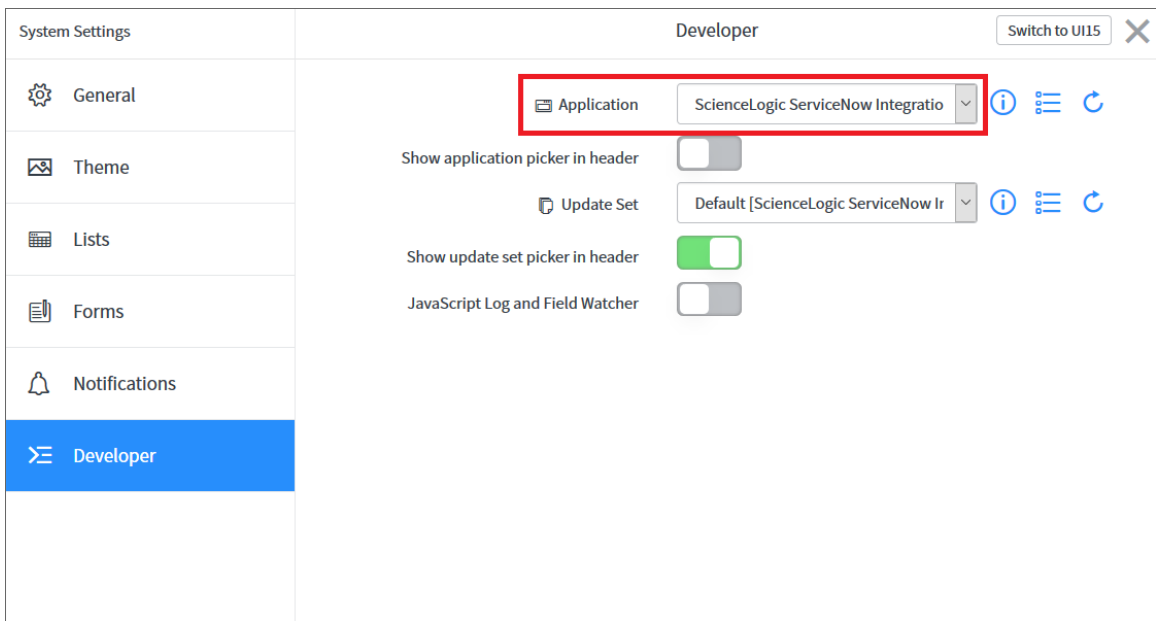 System Settings
Developer
Switch to UI15
General
Theme
Lists
Forms
Notifications
Developer
Application
ScienceLogic ServiceNow Integratio
Show application picker in header
Update Set
Default [ScienceLogic ServiceNow Ir
Show update set picker in header
JavaScript Log and Field Watcher